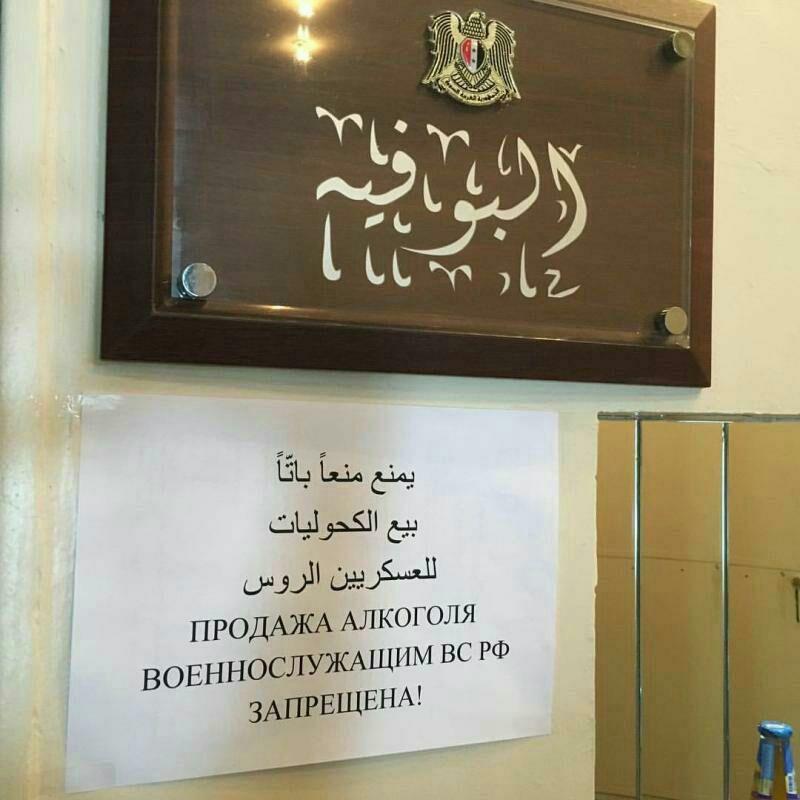 البوفيه
يمنع منعاً باتّاً
بيع الكحوليات
للعسكريين الروس
ПРОДАЖА АЛКОГОЛЯ
ВОЕННОСЛУЖАЩИМ ВС РФ
ЗАПРЕЩЕНА!